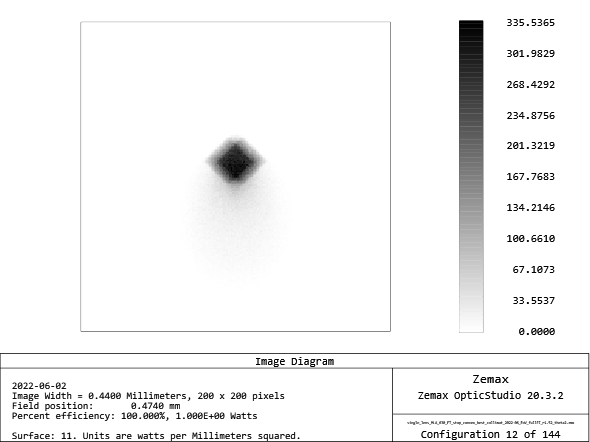 335.5365
301.9829
268.4292
234.8756
201.3219
167.7683
134.2146
100.6610
67.1073
33.5537
0.0000
Image Diagram
2022-06-02
Image Width = 0.4400 Millimeters, 200 x 200 pixels
Field position: 0.4740 mm
Percent efficiency: 100.000%, 1.000E+00 Watts
Surface: 11. Units are watts per Millimeters squared.
Zemax
Zemax OpticStudio 20.3.2
Configuration 12 of 144